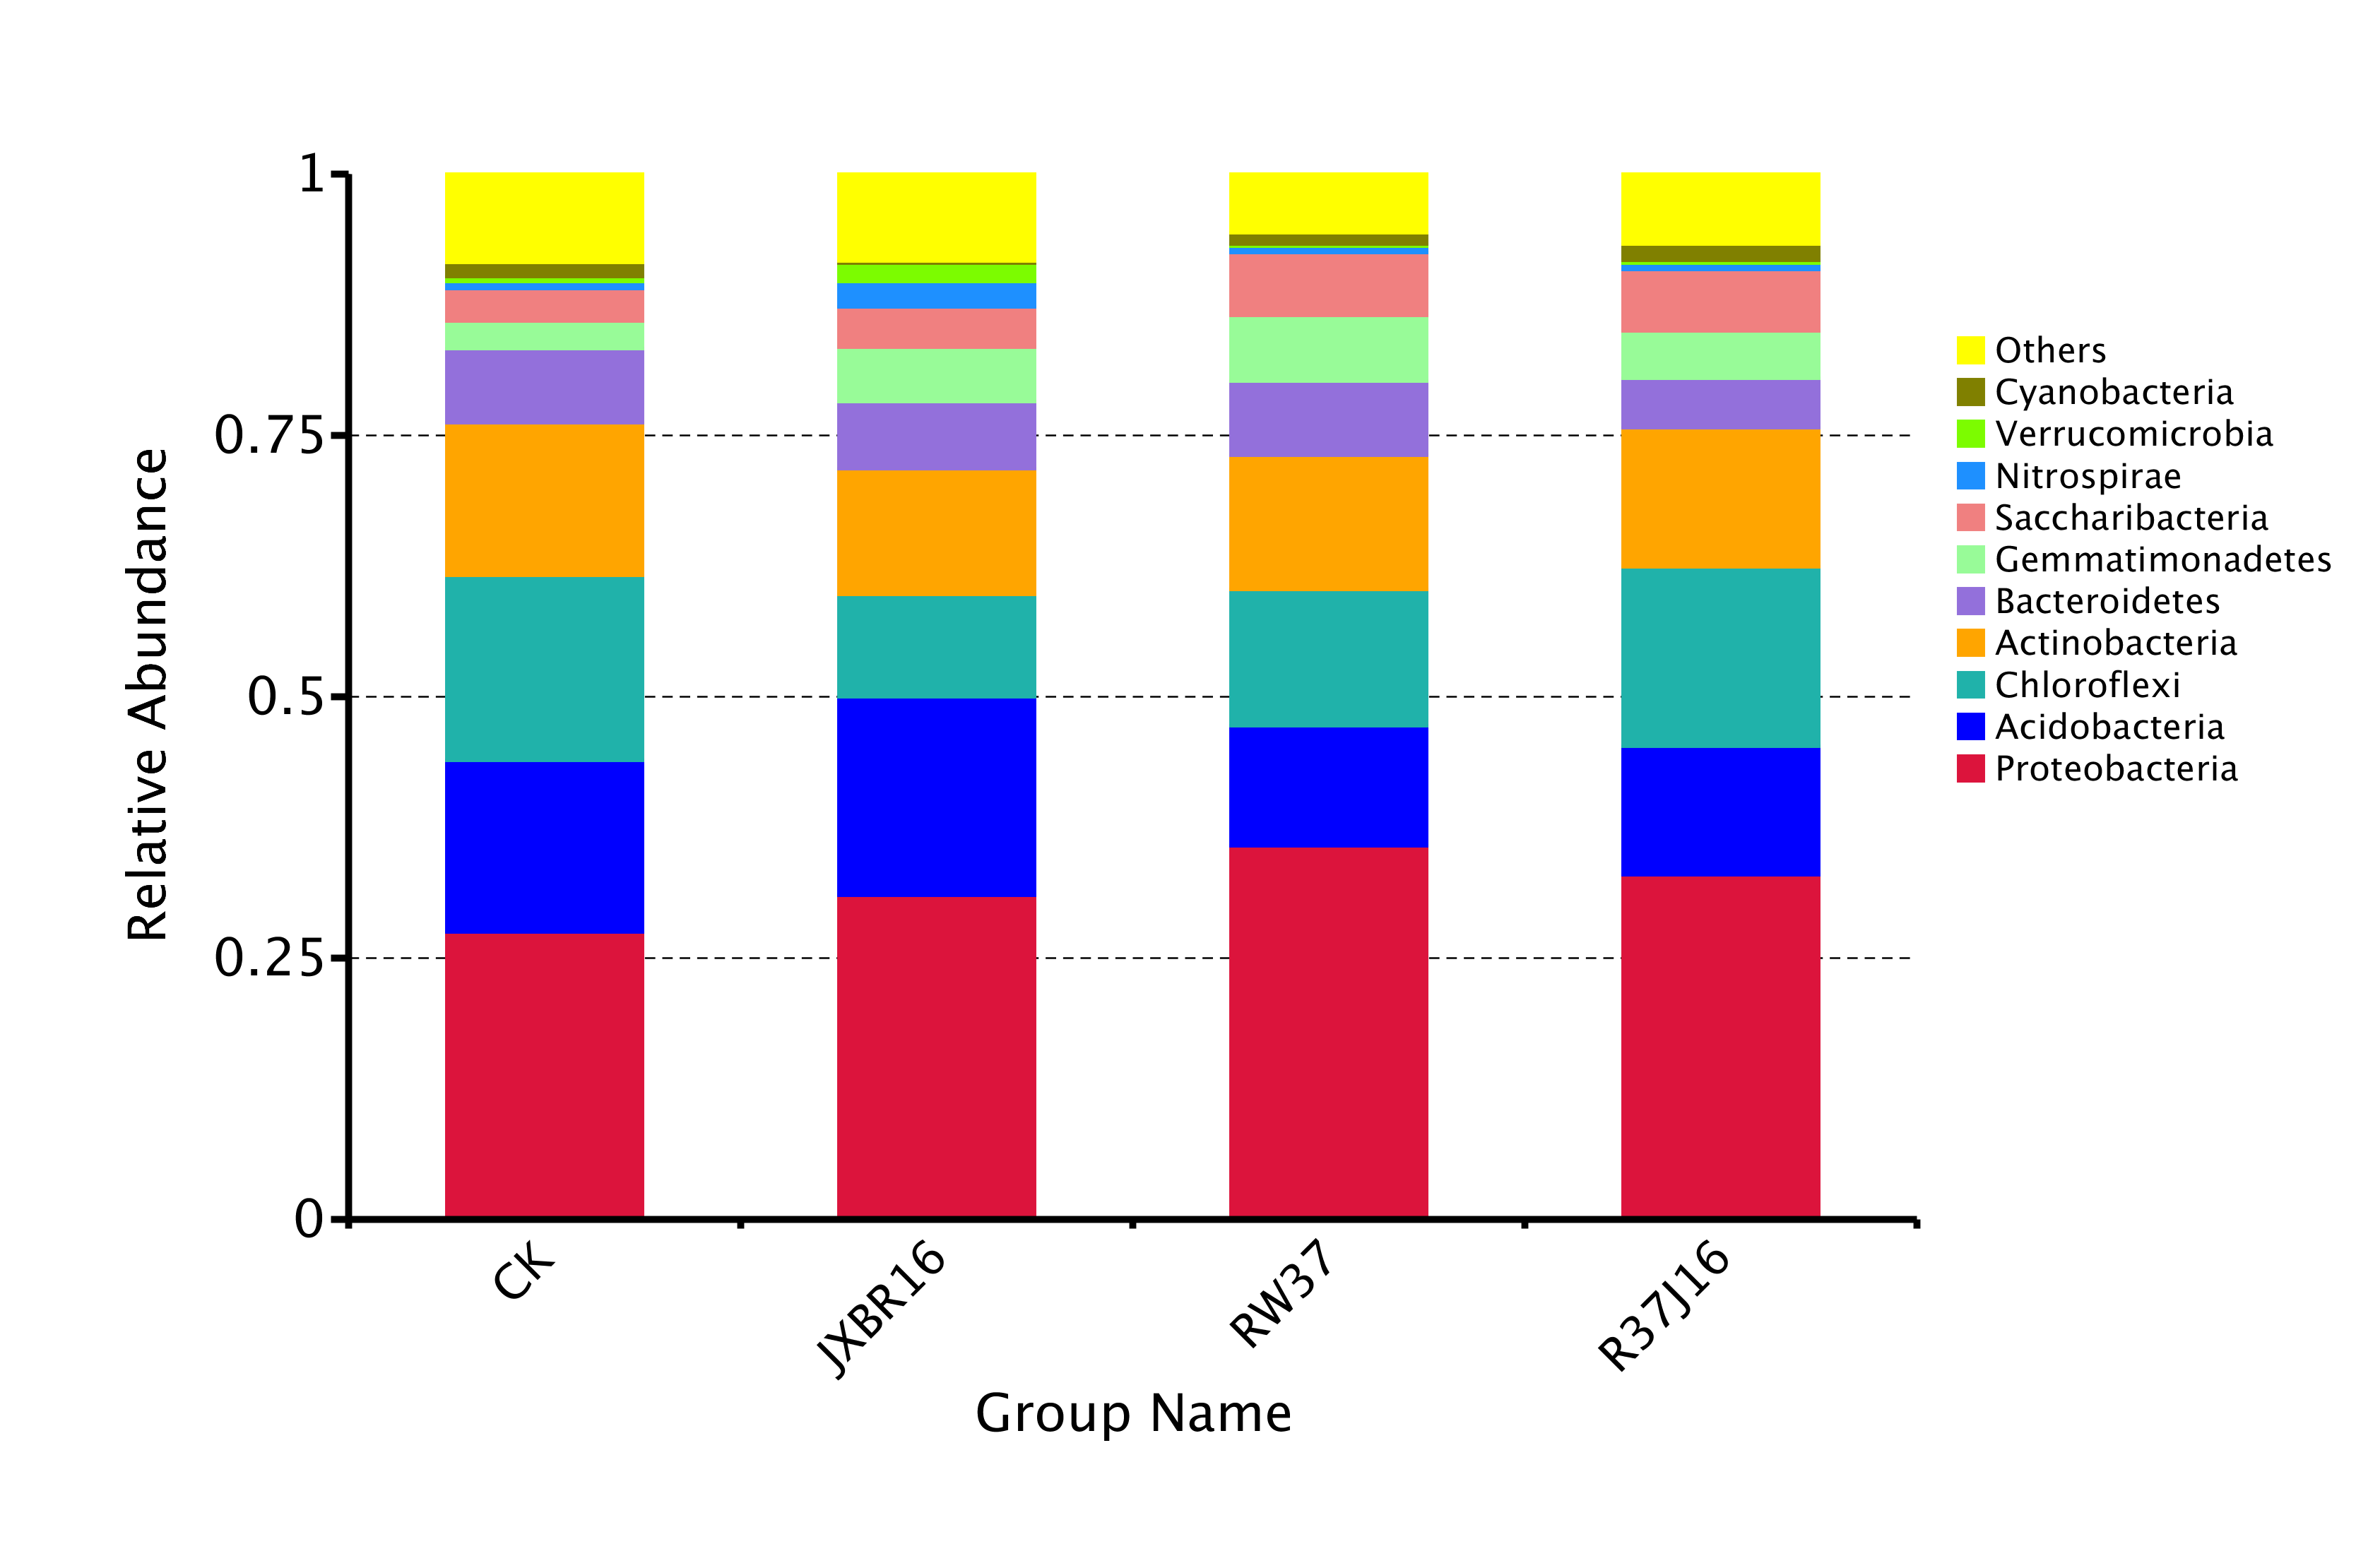 Relative Abundance
1
0.75
0.5
0.25
0
CK
JXBR16
RW37
R37J16
Group Name
Others
Cyanobacteria
Verrucomicrobia
Nitrospirae
Saccharibacteria
Gemmatimonadetes
Bacteroidetes
Actinobacteria
Chloroflexi
Acidobacteria
Proteobacteria